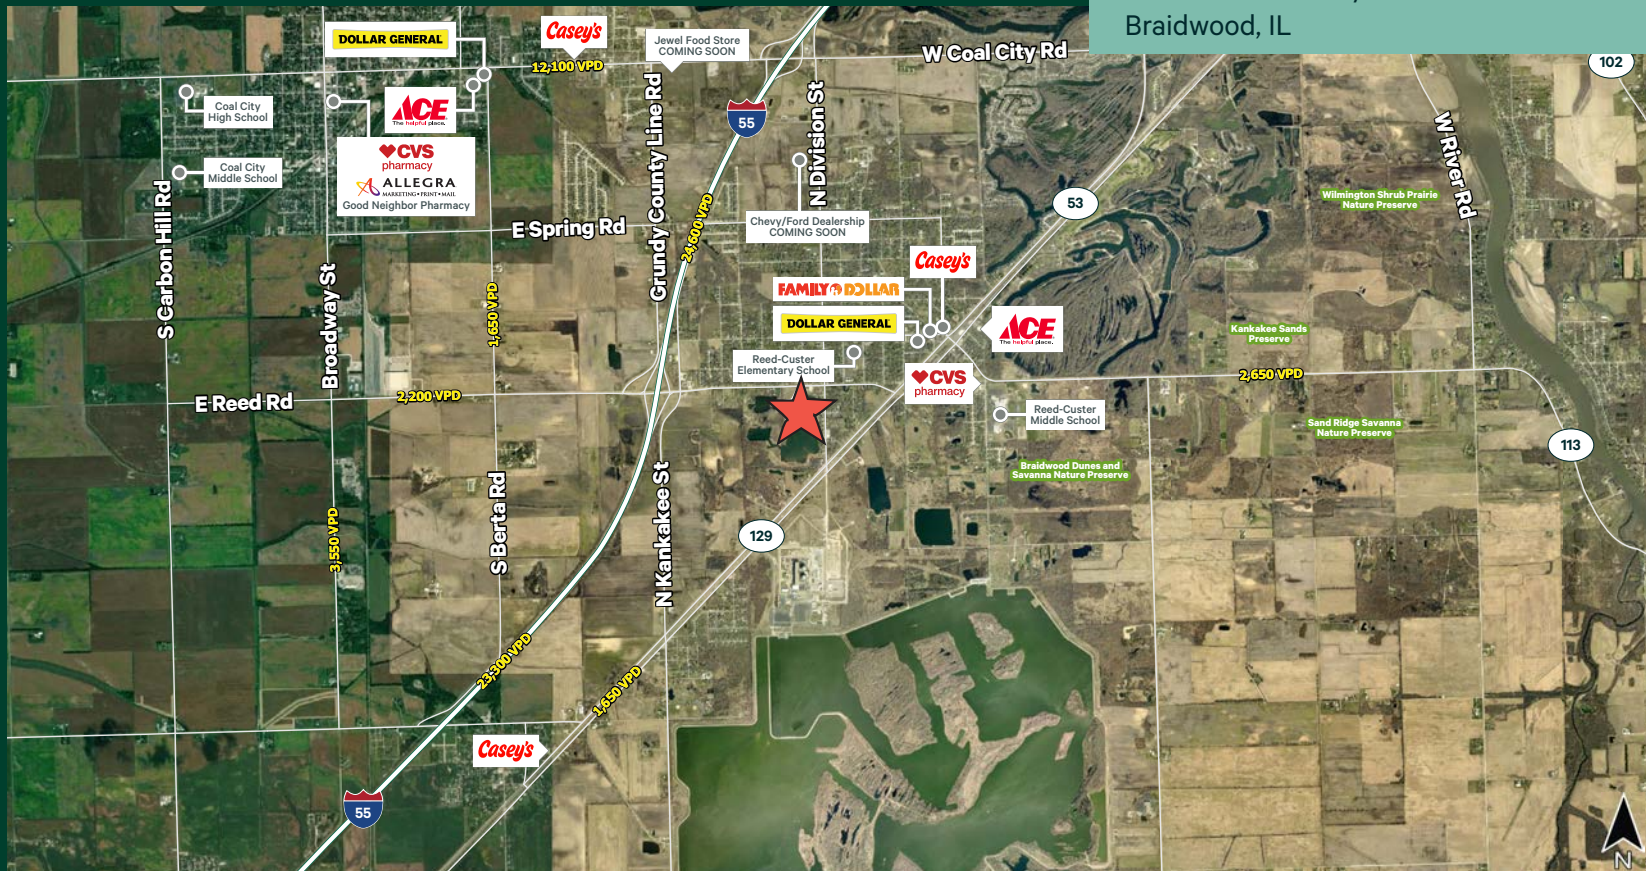 Braidwood, IL
DOLLAR GENERAL
Casey's
Jewel Food Store
COMING SOON
W Coal City Rd
102
12,100 VPD
Coal City
High School
ACE
The helpful place.
55
Grundy County Line Rd
N Division St
W River Rd
CVS
pharmacy
ALLEGRA
MARKETING • PRINT • MAIL
Good Neighbor Pharmacy
Coal City
Middle School
S Carbon Hill Rd
53
Wilmington Shrub Prairie
Nature Preserve
E Spring Rd
24,600 VPD
Chevy/Ford Dealership
COMING SOON
Casey's
FAMILY DOLLAR
DOLLAR GENERAL
ACE
The helpful place.
Kankakee Sands
Preserve
Broadway St
1,650 VPD
Reed-Custer
Elementary School
CVS
pharmacy
2,650 VPD
E Reed Rd
2,200 VPD
Reed-Custer
Middle School
Sand Ridge Savanna
Nature Preserve
113
Braidwood Dunes and
Savanna Nature Preserve
3,550 VPD
S Berta Rd
N Kankakee St
129
23,300 VPD
1,650 VPD
Casey's
55
N